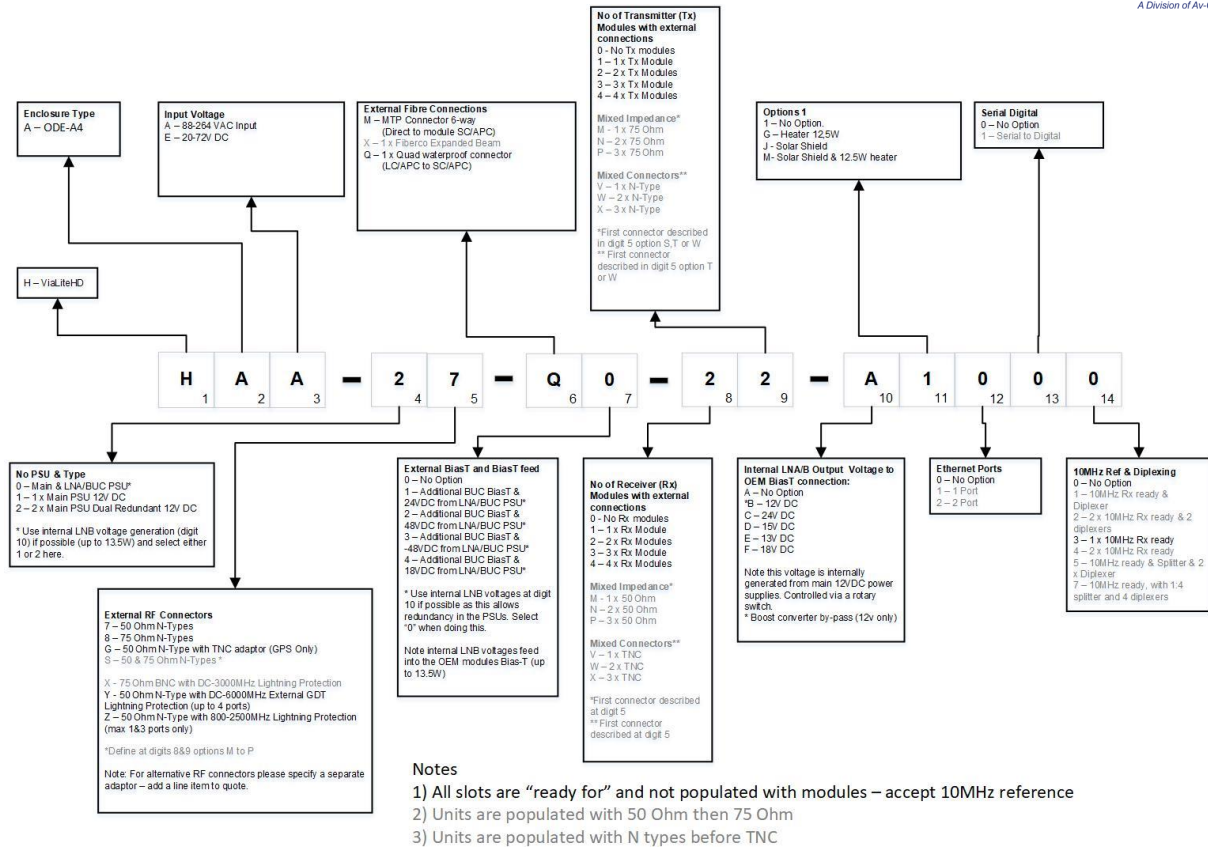 A Division of Av-
No of Transmitter (Tx)
Modules with external
connections
0 - No Tx modules
1 – 1 x Tx Module
2 – 2 x Tx Modules
3 – 3 x Tx Module
4 – 4 x Tx Modules
Mixed Impedance*
M - 1 x 75 Ohm
N – 2 x 75 Ohm
P – 3 x 75 Ohm
Mixed Connectors**
V – 1 x N-Type
W – 2 x N-Type
X – 3 x N-Type
*First connector described
in digit 5 option S,T or W
** First connector
described in digit 5 option T
or W
Enclosure Type
A – ODE-A4
Input Voltage
A – 88-264 VAC Input
E – 20-72V DC
External Fibre Connections
M – MTP Connector 6-way
(Direct to module SC/APC)
X – 1 x Fiberco Expanded Beam
Q – 1 x Quad waterproof connector
(LC/APC to SC/APC)
Options 1
1 – No Option.
G – Heater 12,5W
J - Solar Shield
M- Solar Shield & 12.5W heater
Serial Digital
0 – No Option
1 – Serial to Digital
H – ViaLiteHD
H A A – 2 7 – Q 0 – 2 2 – A 1 0 0 0
1 2 3 4 5 6 7 8 9 10 11 12 13 14
No PSU & Type
0 – Main & LNA/BUC PSU*
1 – 1 x Main PSU 12V DC
2 – 2 x Main PSU Dual Redundant 12V DC
* Use internal LNB voltage generation (digit
10) if possible (up to 13.5W) and select either
1 or 2 here.
External RF Connectors
7 – 50 Ohm N-Types
8 – 75 Ohm N-Types
G – 50 Ohm N-Type with TNC adaptor (GPS Only)
S – 50 & 75 Ohm N-Types *
X - 75 Ohm BNC with DC-3000MHz Lightning Protection
Y - 50 Ohm N-Type with DC-6000MHz External GDT
Lightning Protection (up to 4 ports)
Z – 50 Ohm N-Type with 800-2500MHz Lightning Protection
(max 1&3 ports only)
*Define at digits 8&9 options M to P
Note: For alternative RF connectors please specify a separate
adaptor – add a line item to quote.
External BiasT and BiasT feed
0 – No Option
1 – Additional BUC BiasT &
24VDC from LNA/BUC PSU*
2 – Additional BUC BiasT &
48VDC from LNA/BUC PSU*
3 – Additional BUC BiasT &
-48VDC from LNA/BUC PSU*
4 – Additional BUC BiasT &
18VDC from LNA/BUC PSU*
* Use internal LNB voltages at digit
10 if possible as this allows
redundancy in the PSUs. Select
"0" when doing this.
Note internal LNB voltages feed
into the OEM modules Bias-T (up
to 13.5W)
No of Receiver (Rx)
Modules with external
connections
0 - No Rx modules
1 – 1 x Rx Module
2 – 2 x Rx Modules
3 – 3 x Rx Modules
4 – 4 x Rx Modules
Mixed Impedance*
M - 1 x 50 Ohm
N – 2 x 50 Ohm
P – 3 x 50 Ohm
Mixed Connectors**
V – 1 x TNC
W – 2 x TNC
X – 3 x TNC
*First connector described
at digit 5
** First connector
described at digit 5
Internal LNA/B Output Voltage to
OEM BiasT connection:
A – No Option
*B – 12V DC
C – 24V DC
D – 15V DC
E – 13V DC
F – 18V DC
Note this voltage is internally
generated from main 12VDC power
supplies. Controlled via a rotary
switch.
* Boost converter by-pass (12v only)
Ethernet Ports
0 – No Option
1 – 1 Port
2 – 2 Port
10MHz Ref & Diplexing
0 – No Option
1 – 10MHz Rx ready &
Diplexer
2 – 2 x 10MHz Rx ready & 2
diplexers
3 – 1 x 10MHz Rx ready
4 – 2 x 10MHz Rx ready
5 – 10MHz ready & Splitter & 2
x Diplexer
7 – 10MHz ready, with 1:4
splitter and 4 diplexers
Notes
1) All slots are "ready for" and not populated with modules – accept 10MHz reference
2) Units are populated with 50 Ohm then 75 Ohm
3) Units are populated with N types before TNC